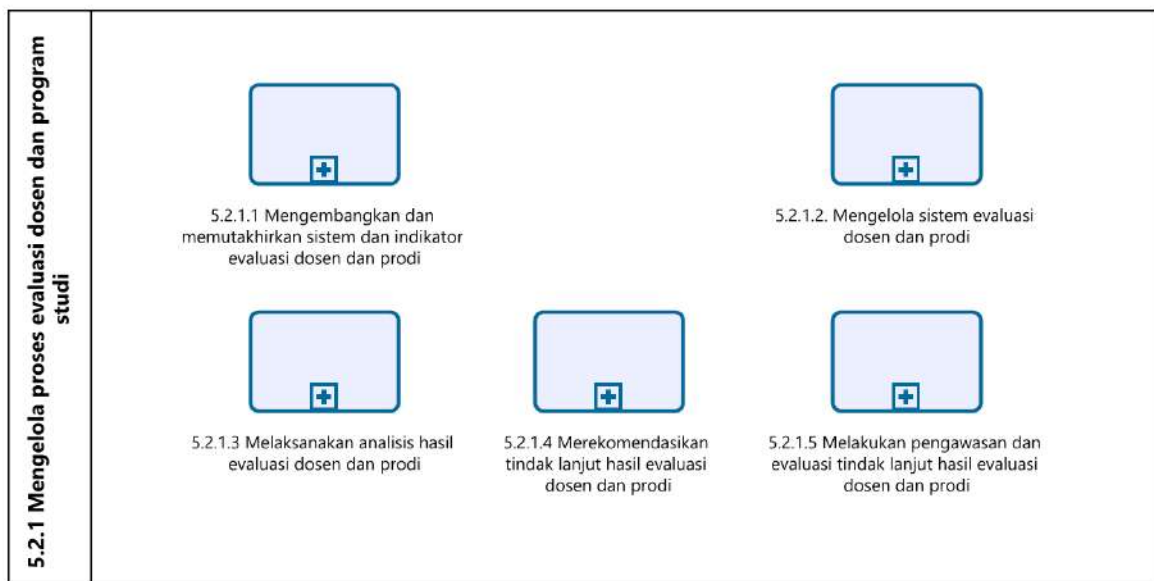 5.2.1 Mengelola proses evaluasi dosen dan program
studi
5.2.1.1 Mengembangkan dan
memutakhirkan sistem dan indikator
evaluasi dosen dan prodi
5.2.1.2. Mengelola sistem evaluasi
dosen dan prodi
5.2.1.3 Melaksanakan analisis hasil
evaluasi dosen dan prodi
5.2.1.4 Merekomendasikan
tindak lanjut hasil evaluasi
dosen dan prodi
5.2.1.5 Melakukan pengawasan dan
evaluasi tindak lanjut hasil evaluasi
dosen dan prodi